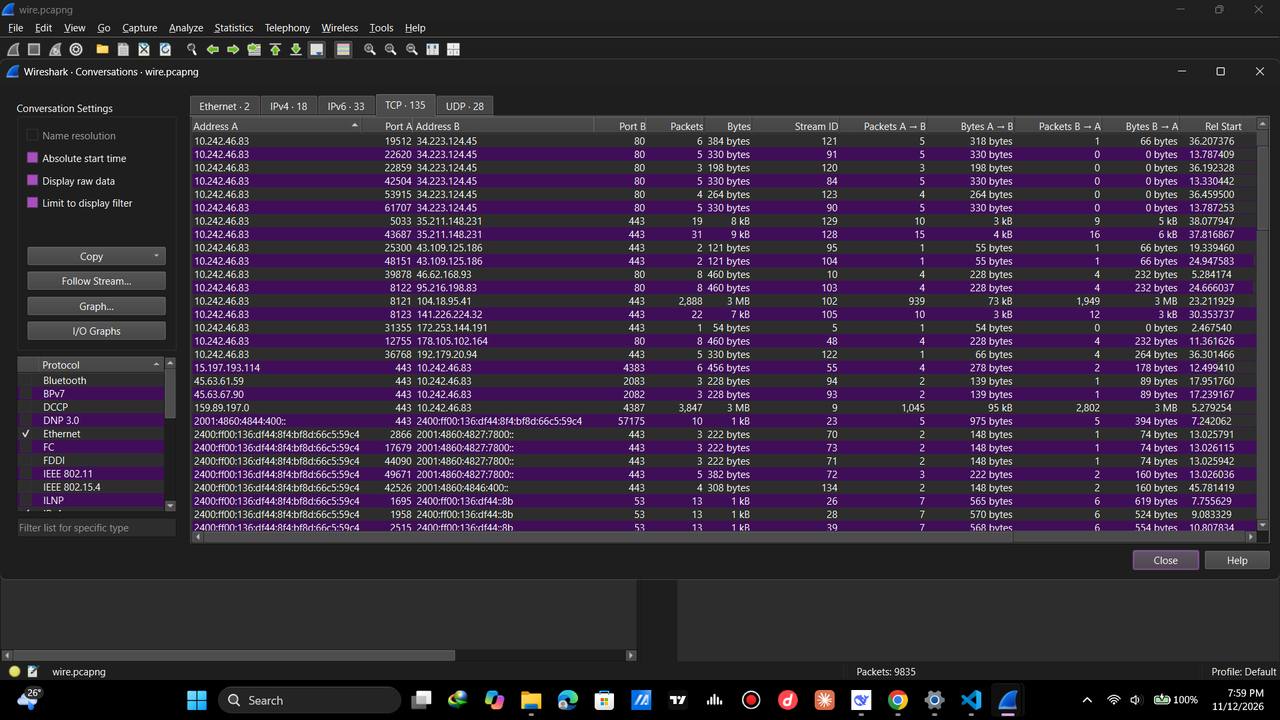 wire.pcapng
File Edit View Go Capture Analyze Statistics Telephony Wireless Tools Help
Wireshark · Conversations · wire.pcapng
Conversation Settings
Name resolution
Absolute start time
Display raw data
Limit to display filter
Copy
Follow Stream...
Graph...
I/O Graphs
Protocol
Bluetooth
BPv7
DCCP
DNP 3.0
Ethernet
FC
FDDI
IEEE 802.11
IEEE 802.15.4
ILNP
Filter list for specific type
Ethernet · 2 IPv4 · 18 IPv6 · 33 TCP · 135 UDP · 28
Address A Port A Address B Port B Packets Bytes Stream ID Packets A → B Bytes A → B Packets B → A Bytes B → A Rel Start
10.242.46.83 19512 34.223.124.45 80 6 384 bytes 121 5 318 bytes 1 66 bytes 36.207376
10.242.46.83 22620 34.223.124.45 80 5 330 bytes 91 5 330 bytes 0 0 bytes 13.787409
10.242.46.83 22859 34.223.124.45 80 3 198 bytes 120 3 198 bytes 0 0 bytes 36.192328
10.242.46.83 42504 34.223.124.45 80 5 330 bytes 84 5 330 bytes 0 0 bytes 13.330442
10.242.46.83 53915 34.223.124.45 80 4 264 bytes 123 4 264 bytes 0 0 bytes 36.459500
10.242.46.83 61707 34.223.124.45 80 5 330 bytes 90 5 330 bytes 0 0 bytes 13.787253
10.242.46.83 5033 35.211.148.231 443 19 8 kB 129 10 3 kB 9 5 kB 38.077947
10.242.46.83 43687 35.211.148.231 443 31 9 kB 128 15 4 kB 16 6 kB 37.816867
10.242.46.83 25300 43.109.125.186 443 2 121 bytes 95 1 55 bytes 1 66 bytes 19.339460
10.242.46.83 48151 43.109.125.186 443 2 121 bytes 104 1 55 bytes 1 66 bytes 24.947583
10.242.46.83 39878 46.62.168.93 80 8 460 bytes 10 4 228 bytes 4 232 bytes 5.284174
10.242.46.83 8122 95.216.198.83 80 8 460 bytes 103 4 228 bytes 4 232 bytes 24.666037
10.242.46.83 8121 104.18.95.41 443 2,888 3 MB 102 939 73 kB 1,949 3 MB 23.211929
10.242.46.83 8123 141.226.224.32 443 22 7 kB 105 10 3 kB 12 3 kB 30.353737
10.242.46.83 31355 172.253.144.191 443 1 54 bytes 5 1 54 bytes 0 0 bytes 2.467540
10.242.46.83 12755 178.105.102.164 80 8 460 bytes 48 4 228 bytes 4 232 bytes 11.361626
10.242.46.83 36768 192.179.20.94 443 5 330 bytes 122 1 66 bytes 4 264 bytes 36.301466
15.197.193.114 443 10.242.46.83 4383 6 456 bytes 55 4 278 bytes 2 178 bytes 12.499410
45.63.61.59 443 10.242.46.83 2083 3 228 bytes 94 2 139 bytes 1 89 bytes 17.951760
45.63.67.90 443 10.242.46.83 2082 3 228 bytes 93 2 139 bytes 1 89 bytes 17.239167
159.89.197.0 443 10.242.46.83 4387 3,847 3 MB 9 1,045 95 kB 2,802 3 MB 5.279254
2001:4860:4844:400:: 443 2400:ff00:136:df44:8f4:bf8d:66c5:59c4 57175 10 1 kB 23 5 975 bytes 5 394 bytes 7.242062
2400:ff00:136:df44:8f4:bf8d:66c5:59c4 2866 2001:4860:4827:7800:: 443 3 222 bytes 70 2 148 bytes 1 74 bytes 13.025791
2400:ff00:136:df44:8f4:bf8d:66c5:59c4 17679 2001:4860:4827:7800:: 443 3 222 bytes 73 2 148 bytes 1 74 bytes 13.026115
2400:ff00:136:df44:8f4:bf8d:66c5:59c4 44090 2001:4860:4827:7800:: 443 3 222 bytes 71 2 148 bytes 1 74 bytes 13.025942
2400:ff00:136:df44:8f4:bf8d:66c5:59c4 49671 2001:4860:4827:7800:: 443 5 382 bytes 72 3 222 bytes 2 160 bytes 13.026036
2400:ff00:136:df44:8f4:bf8d:66c5:59c4 42526 2001:4860:4846:400:: 443 4 308 bytes 134 2 148 bytes 2 160 bytes 45.781419
2400:ff00:136:df44:8f4:bf8d:66c5:59c4 1695 2400:ff00:136:df44::8b 53 13 1 kB 26 7 565 bytes 6 619 bytes 7.755629
2400:ff00:136:df44:8f4:bf8d:66c5:59c4 1958 2400:ff00:136:df44::8b 53 13 1 kB 28 7 570 bytes 6 524 bytes 9.083329
2400:ff00:136:df44:8f4:bf8d:66c5:59c4 2515 2400:ff00:136:df44::8b 53 13 1 kB 39 7 568 bytes 6 554 bytes 10.807834
Close Help
wire.pcapng Packets: 9835 Profile: Default
26°
Search
100%
7:59 PM
11/12/2026